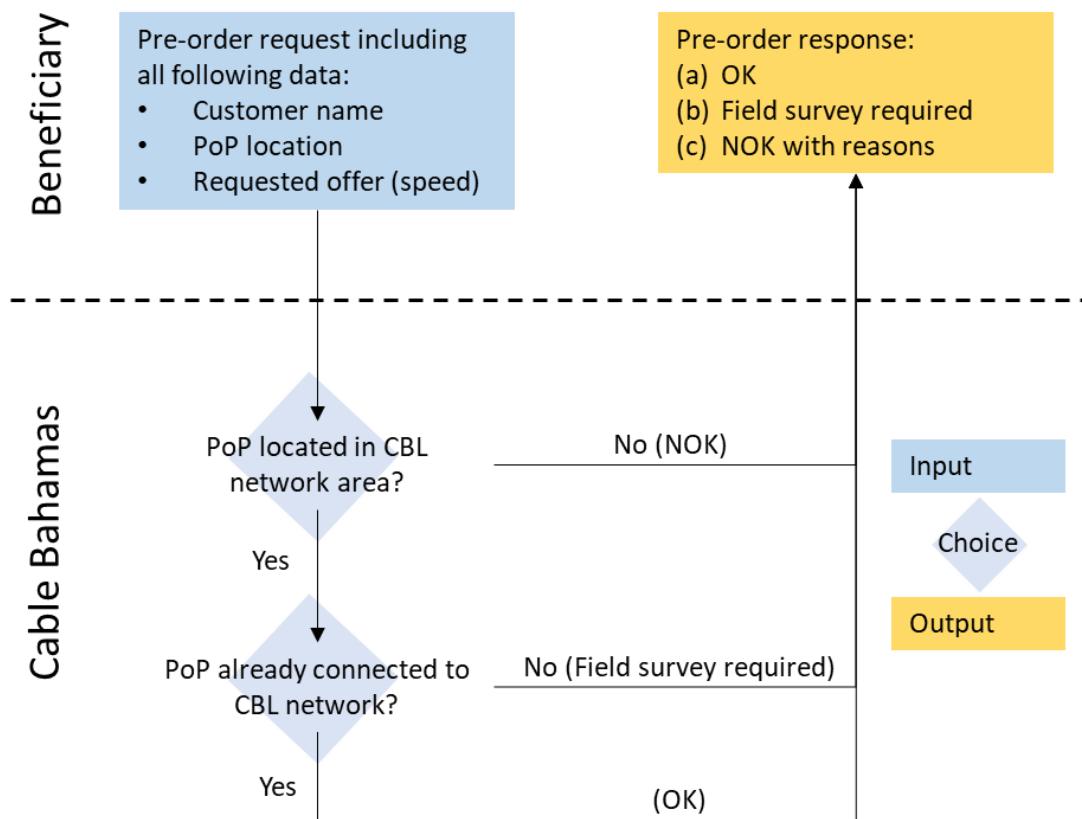 Beneficiary
Pre-order request including
all following data:
• Customer name
• PoP location
• Requested offer (speed)
Pre-order response:
(a) OK
(b) Field survey required
(c) NOK with reasons
Cable Bahamas
PoP located in CBL
network area?
No (NOK)
Yes
PoP already connected to
CBL network?
No (Field survey required)
Yes
(OK)
Input
Choice
Output